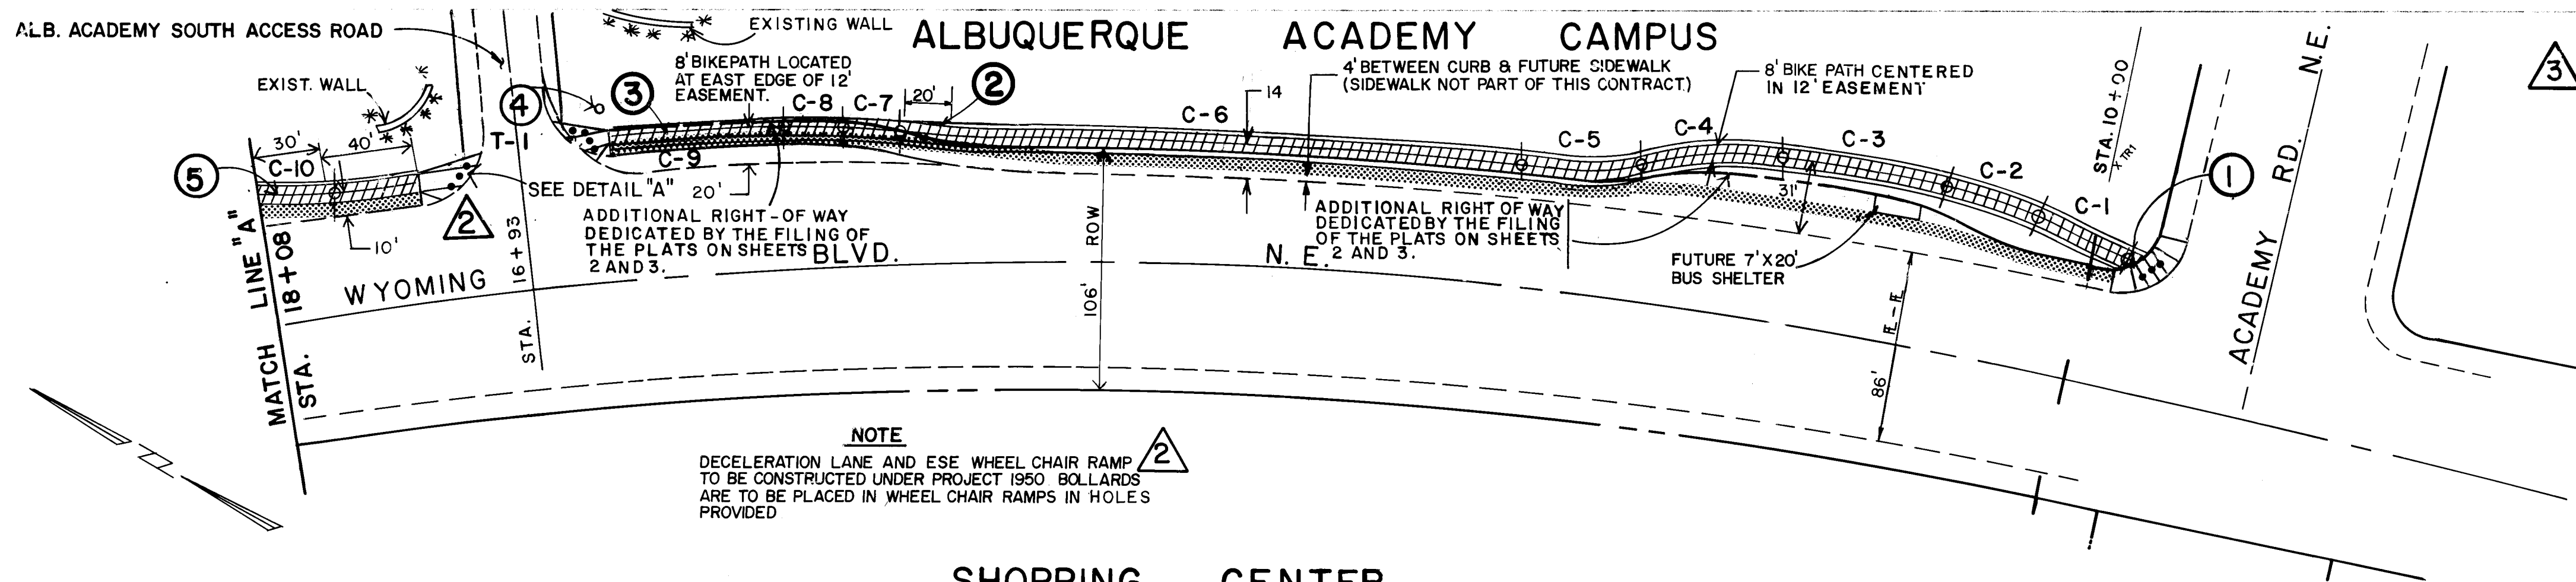 ALB. ACADEMY SOUTH ACCESS ROAD
EXISTING WALL
ALBUQUERQUE ACADEMY CAMPUS
EXIST. WALL
8' BIKEPATH LOCATED
AT EAST EDGE OF 12'
EASEMENT.
4' BETWEEN CURB & FUTURE SIDEWALK
(SIDEWALK NOT PART OF THIS CONTRACT)
8' BIKE PATH CENTERED
IN 12' EASEMENT
STA. 10+00
TR1
N.E.
3
4
3
2
20'
14
C-8
C-7
C-6
C-5
C-4
C-3
C-2
C-1
1
T-1
C-9
30'
40'
C-10
5
SEE DETAIL "A"
20'
2
10'
31'
ADDITIONAL RIGHT-OF WAY
DEDICATED BY THE FILING OF
THE PLATS ON SHEETS
2 AND 3.
BLVD.
ROW
106'
N. E.
ADDITIONAL RIGHT OF WAY
DEDICATED BY THE FILING
OF THE PLATS ON SHEETS
2 AND 3.
FUTURE 7'X20'
BUS SHELTER
ACADEMY RD.
MATCH LINE "A"
STA. 18+08
WYOMING
STA. 16+93
86'
NOTE
DECELERATION LANE AND ESE WHEEL CHAIR RAMP
TO BE CONSTRUCTED UNDER PROJECT 1950 BOLLARDS
ARE TO BE PLACED IN WHEEL CHAIR RAMPS IN HOLES
PROVIDED
2
SHOPPING CENTER